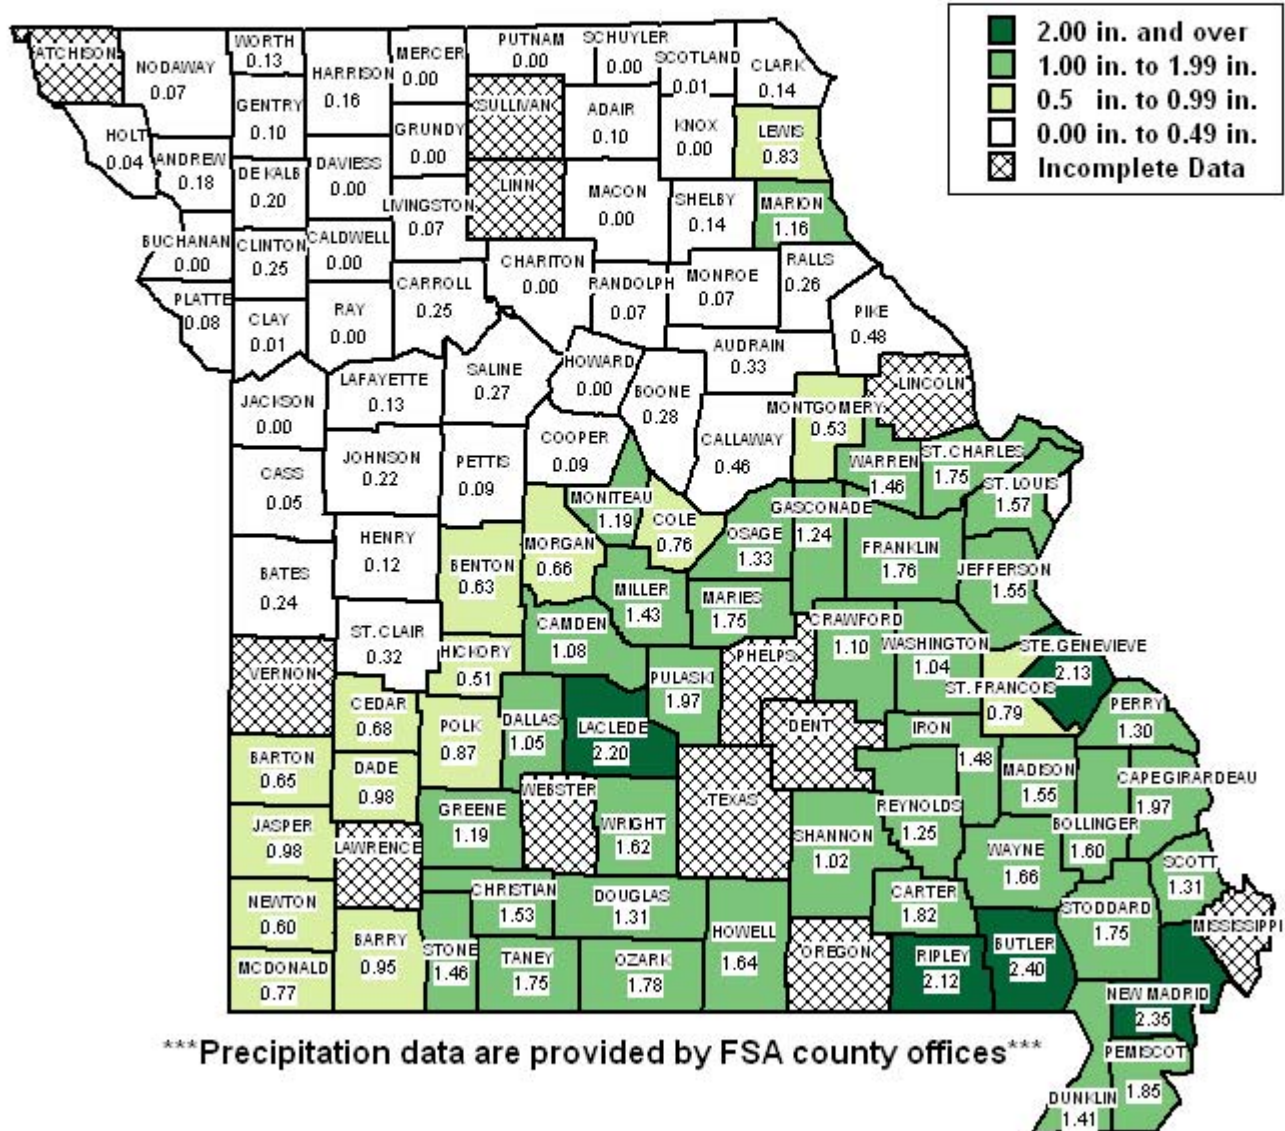 2.00 in. and over
1.00 in. to 1.99 in.
0.5 in. to 0.99 in.
0.00 in. to 0.49 in.
Incomplete Data
ATCHISON
NODAWAY
0.07
WORTH
0.13
HARRISON
0.16
MERCER
0.00
PUTNAM
0.00
SCHUYLER
0.00
SCOTLAND
0.01
CLARK
0.14
HOLT
0.04
ANDREW
0.18
GENTRY
0.10
DE KALB
0.20
DAVIESS
0.00
GRUNDY
0.00
SULLIVAN
ADAIR
0.10
KNOX
0.00
LEWIS
0.83
LIVINGSTON
0.07
LINN
MACON
0.00
SHELBY
0.14
MARION
1.16
BUCHANAN
0.00
CLINTON
0.25
CALDWELL
0.00
CARROLL
0.25
CHARITON
0.00
RANDOLPH
0.07
MONROE
0.07
RALLS
0.26
PIKE
0.48
PLATTE
0.08
CLAY
0.01
RAY
0.00
JACKSON
0.00
LAFAYETTE
0.13
SALINE
0.27
HOWARD
0.00
BOONE
0.28
AUDRAIN
0.33
CALLAWAY
0.46
MONTGOMERY
0.53
LINCOLN
CASS
0.05
JOHNSON
0.22
PETTIS
0.09
COOPER
0.09
MONITEAU
1.19
COLE
0.76
OSAGE
1.33
GASCONADE
1.24
WARREN
1.46
ST. CHARLES
1.75
ST. LOUIS
1.57
BATES
0.24
HENRY
0.12
BENTON
0.63
MORGAN
0.66
MILLER
1.43
MARIES
1.75
FRANKLIN
1.76
JEFFERSON
1.55
VERNON
ST. CLAIR
0.32
HICKORY
0.51
CAMDEN
1.08
PULASKI
1.97
PHELPS
CRAWFORD
1.10
WASHINGTON
1.04
STE. GENEVIEVE
2.13
ST. FRANCOIS
0.79
CEDAR
0.68
POLK
0.87
DALLAS
1.05
LACLEDE
2.20
DENT
IRON
1.48
PERRY
1.30
BARTON
0.65
DADE
0.98
GREENE
1.19
WEBSTER
WRIGHT
1.62
TEXAS
SHANNON
1.02
REYNOLDS
1.25
MADISON
1.55
BOLLINGER
1.60
CAPE GIRARDEAU
1.97
JASPER
0.98
LAWRENCE
CHRISTIAN
1.53
DOUGLAS
1.31
HOWELL
1.64
CARTER
1.82
WAYNE
1.66
STODDARD
1.75
SCOTT
1.31
MISSISSIPPI
NEWTON
0.60
MCDONALD
0.77
BARRY
0.95
STONE
1.46
TANEY
1.75
OZARK
1.78
OREGON
RIPLEY
2.12
BUTLER
2.40
NEW MADRID
2.35
PEMISCOT
1.85
DUNKLIN
1.41
***Precipitation data are provided by FSA county offices***